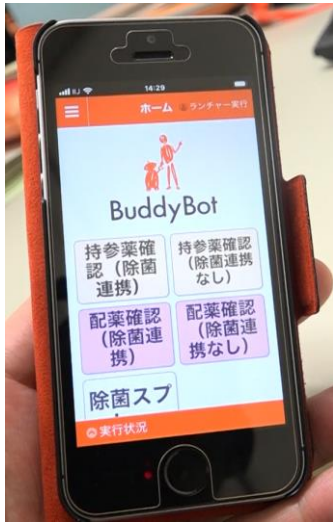 RJ 14:29
ホーム ランチャー実行
BuddyBot
持参薬確
認（除菌
連携）
持参薬確認
（除菌連携
なし）
配薬確認
（除菌連
携）
配薬確認
（除菌連
携なし）
除菌スプ
実行状況